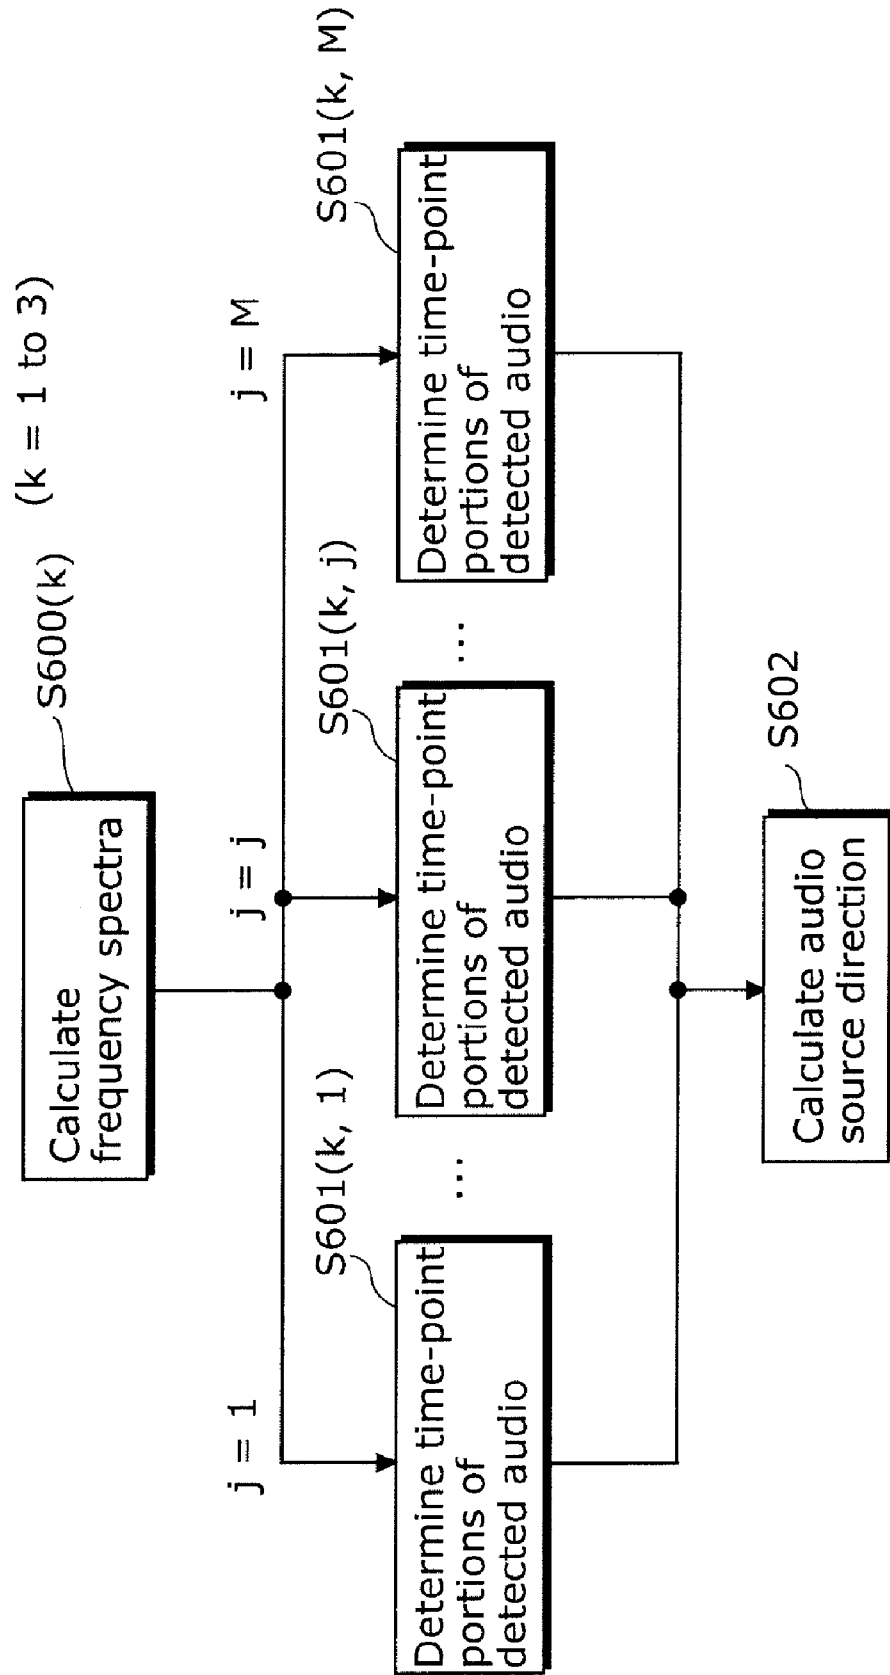 (k = 1 to 3)
S600(k)
Calculate
frequency spectra
j = 1
j = j
j = M
S601(k, 1)
Determine time-point
portions of
detected audio
...
S601(k, j)
Determine time-point
portions of
detected audio
...
S601(k, M)
Determine time-point
portions of
detected audio
S602
Calculate audio
source direction